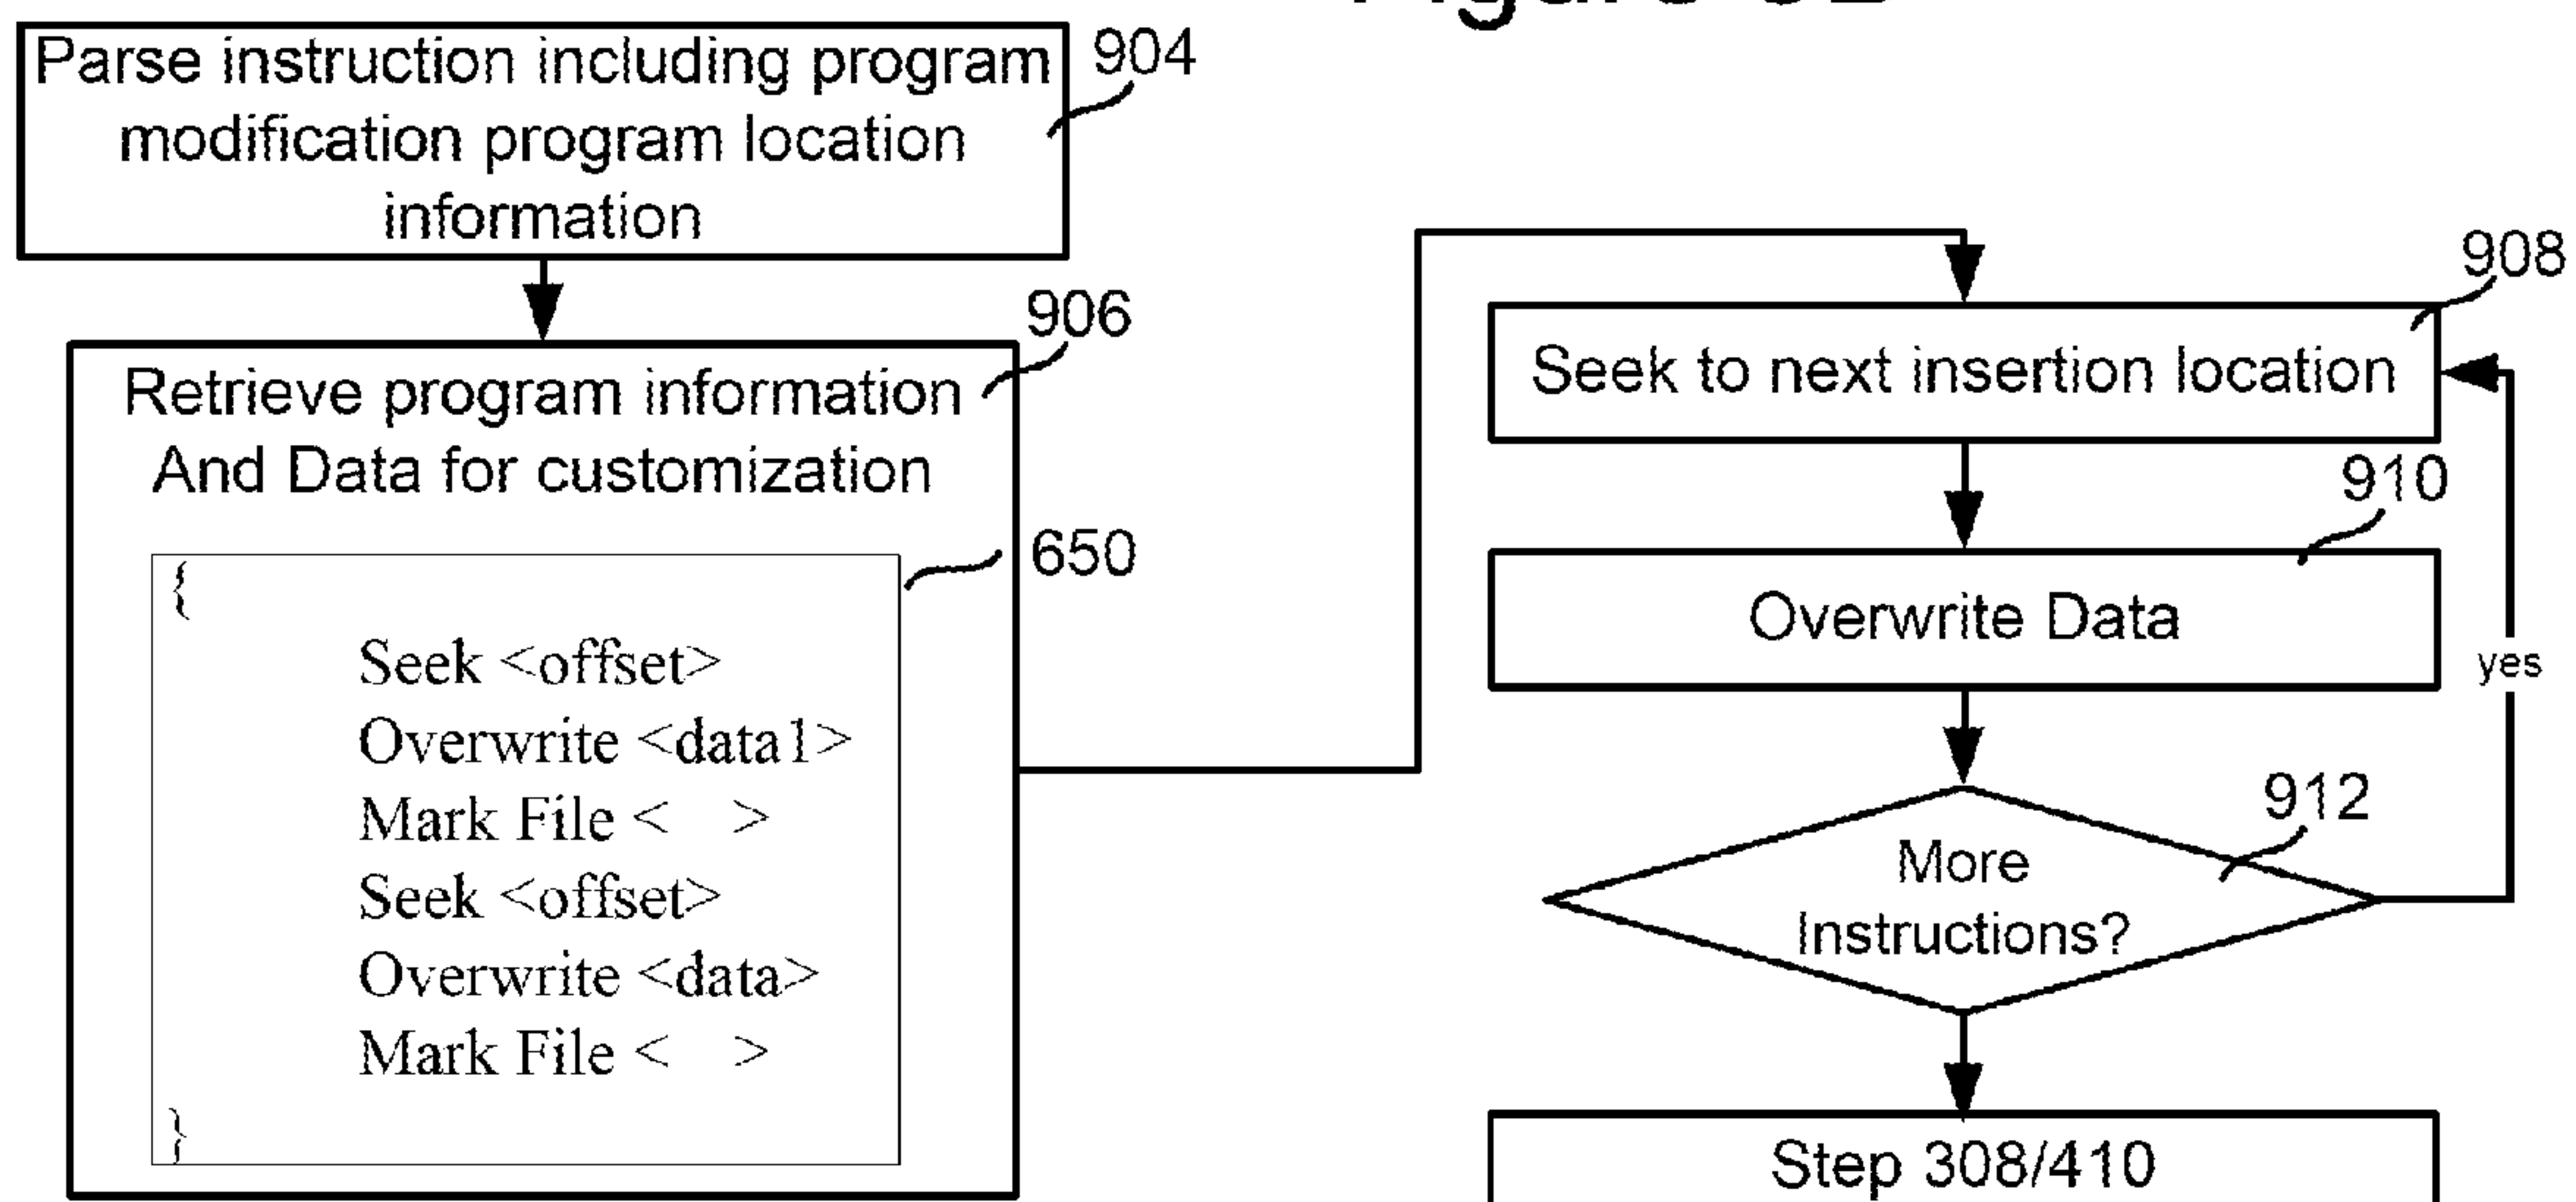 904
Parse instruction including program
modification program location
information
906
Retrieve program information
And Data for customization
650
{
Seek <offset>
Overwrite <data1>
Mark File <   >
Seek <offset>
Overwrite <data>
Mark File <   >
}
908
Seek to next insertion location
910
Overwrite Data
yes
912
More
Instructions?
Step 308/410